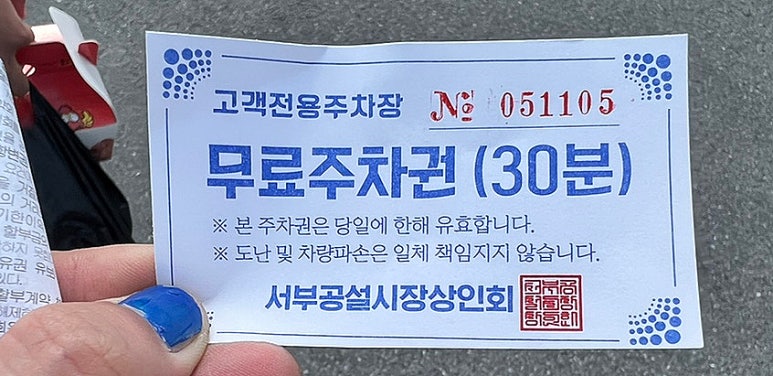 고객전용주차장 № 051105
무료주차권 (30분)
※ 본 주차권은 당일에 한해 유효합니다.
※ 도난 및 차량파손은 일체 책임지지 않습니다.
서부공설시장상인회